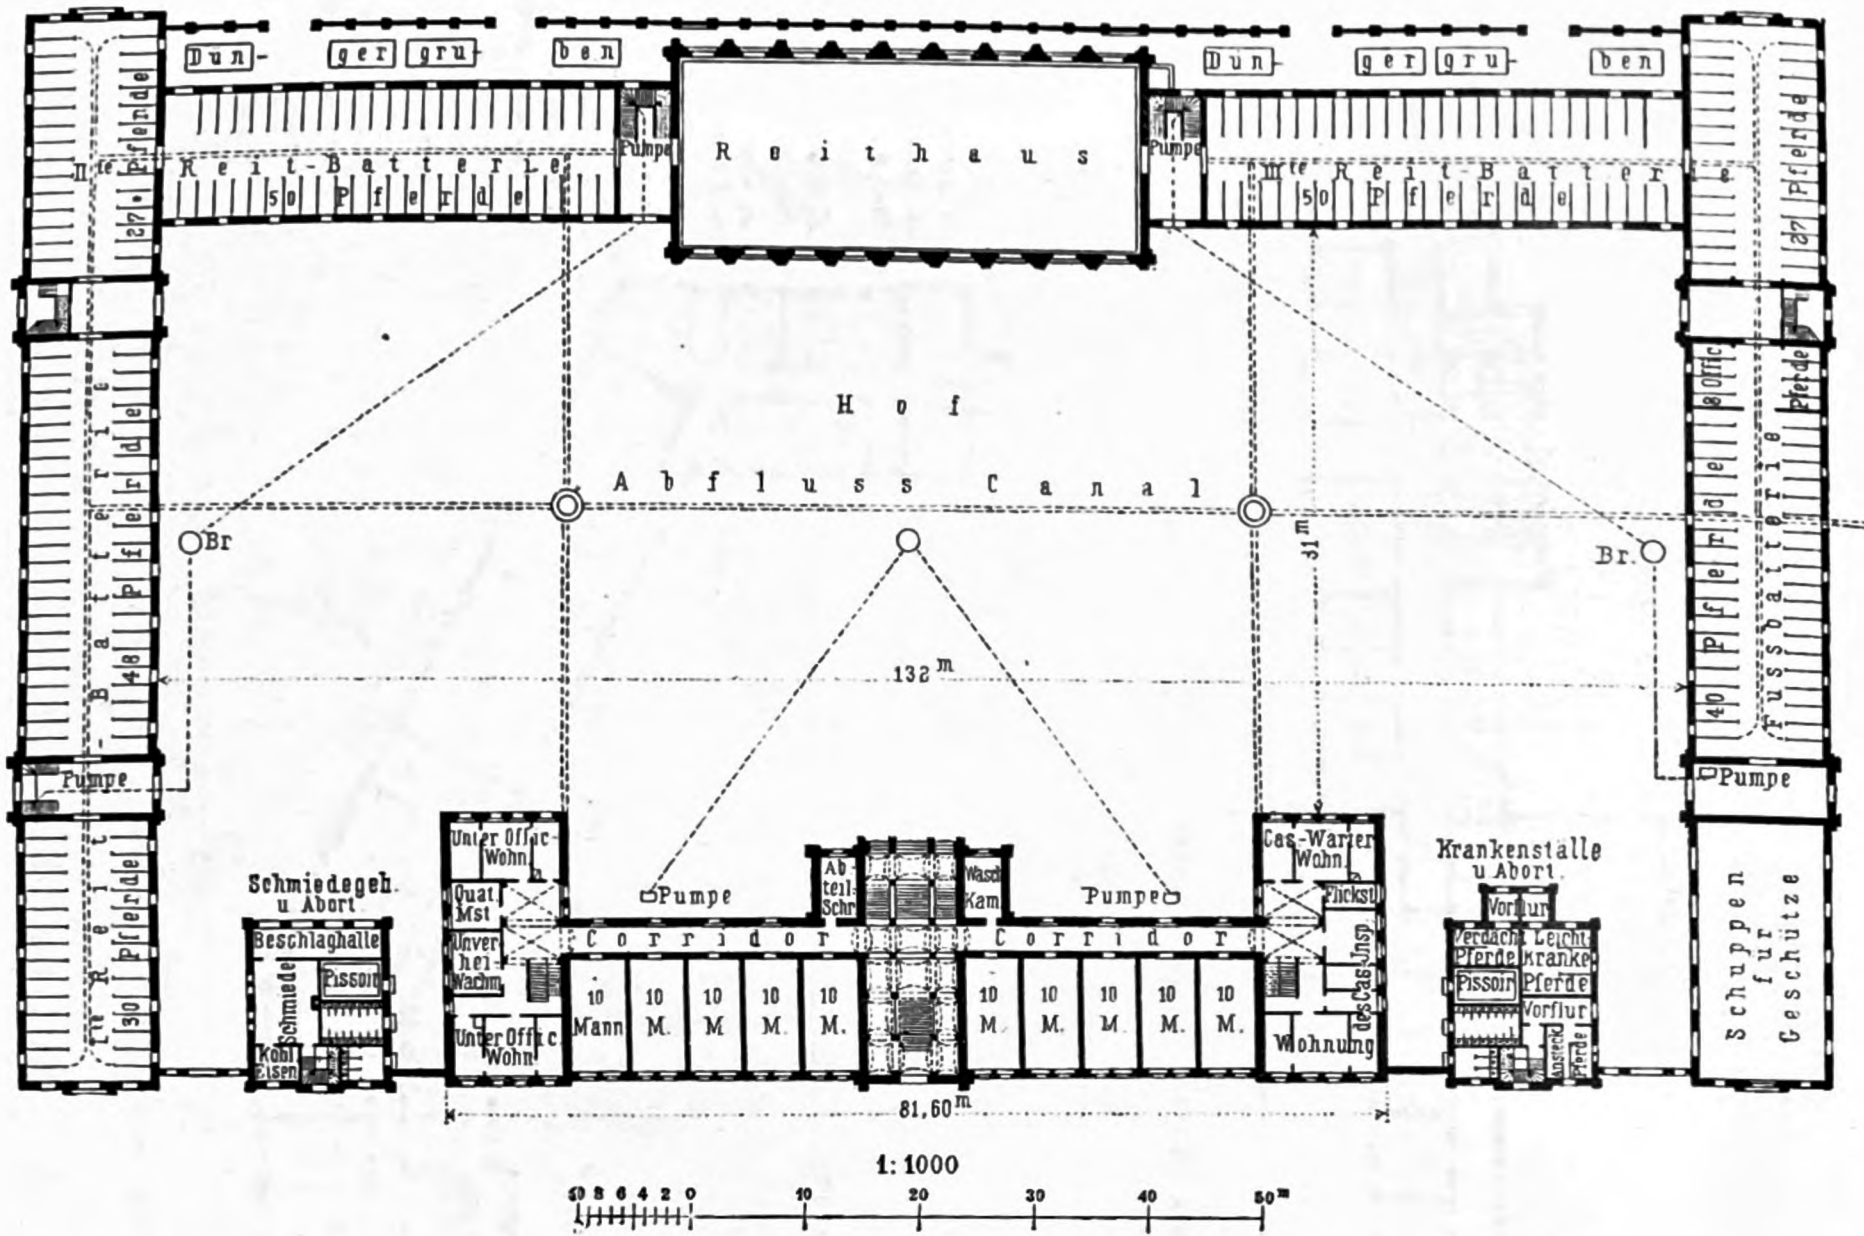 Dün-
ger
gru-
ben
Dün-
ger
gru-
ben
27 Pferde
IIte Reit-Batterie
50 Pferde
Pumpe
Reithaus
Pumpe
IIIte Reit-Batterie
50 Pferde
27 Pferde
Hof
Abfluss Canal
Br
Br.
31m
132m
Ite Reit-Batterie
48 Pferde
30 Pferde
Pumpe
8 Offic
Pferde
40 Pferde
Fussbatterie
Pumpe
Schuppen
für
Geschütze
Schmiedegeb.
u Abort.
Beschlaghalle
Schmiede
Pissoir
Kohl
Eisen
Unter Offic-
Wohn.
Quat.
Mst
Unver
hei
Wachm.
Unter Offic.
Wohn
Pumpe
Ab
teil.
Schr.
Wasch
Kam.
Pumpe
Corridor
Corridor
10
Mann
10
M.
10
M.
10
M.
10
M.
10
M.
10
M.
10
M.
10
M.
10
M.
Cas-Wärter
Wohn.
Flickst.
des Cas-Insp.
Wohnung
Krankenställe
u Abort.
Vorflur
Verdächt
Pferde
Leicht-
kranke
Pferde
Pissoir
Vorflur
Ansteck.
Pferde
81,60m
1:1000
10 8 6 4 2 0 10 20 30 40 50m